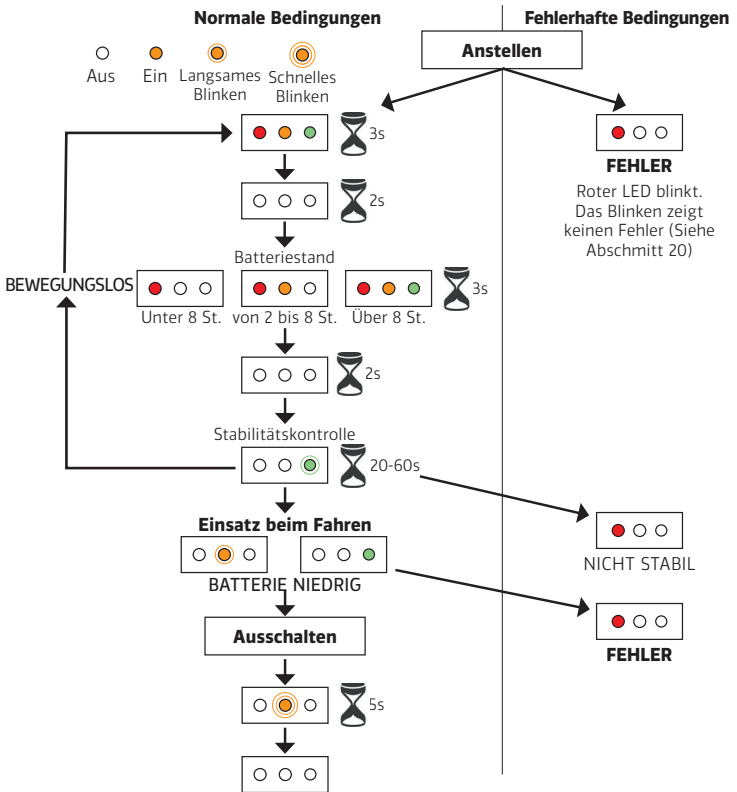 Normale Bedingungen
Fehlerhafte Bedingungen
Anstellen
Aus
Ein
Langsames
Blinken
Schnelles
Blinken
3s
FEHLER
Roter LED blinkt.
Das Blinken zeigt
keinen Fehler (Siehe
Abschmitt 20)
2s
Batteriestand
BEWEGUNGSLOS
3s
Unter 8 St.
von 2 bis 8 St.
Über 8 St.
2s
Stabilitätskontrolle
20-60s
Einsatz beim Fahren
NICHT STABIL
BATTERIE NIEDRIG
Ausschalten
FEHLER
5s